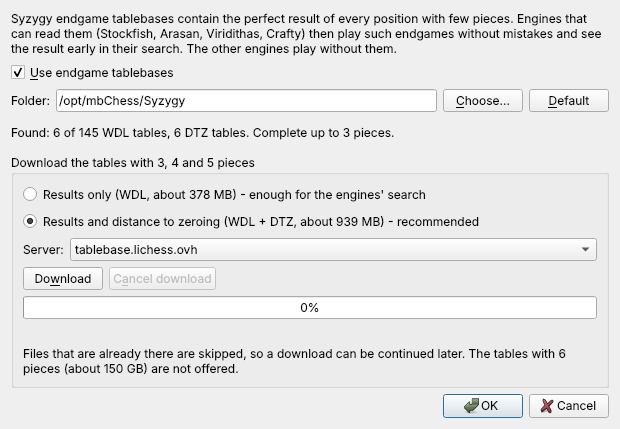 Syzygy endgame tablebases contain the perfect result of every position with few pieces. Engines that
can read them (Stockfish, Arasan, Viridithas, Crafty) then play such endgames without mistakes and see
the result early in their search. The other engines play without them.
Use endgame tablebases
Folder: /opt/mbChess/Syzygy Choose... Default
Found: 6 of 145 WDL tables, 6 DTZ tables. Complete up to 3 pieces.
Download the tables with 3, 4 and 5 pieces
Results only (WDL, about 378 MB) - enough for the engines' search
Results and distance to zeroing (WDL + DTZ, about 939 MB) - recommended
Server: tablebase.lichess.ovh
Download Cancel download
0%
Files that are already there are skipped, so a download can be continued later. The tables with 6
pieces (about 150 GB) are not offered.
OK Cancel